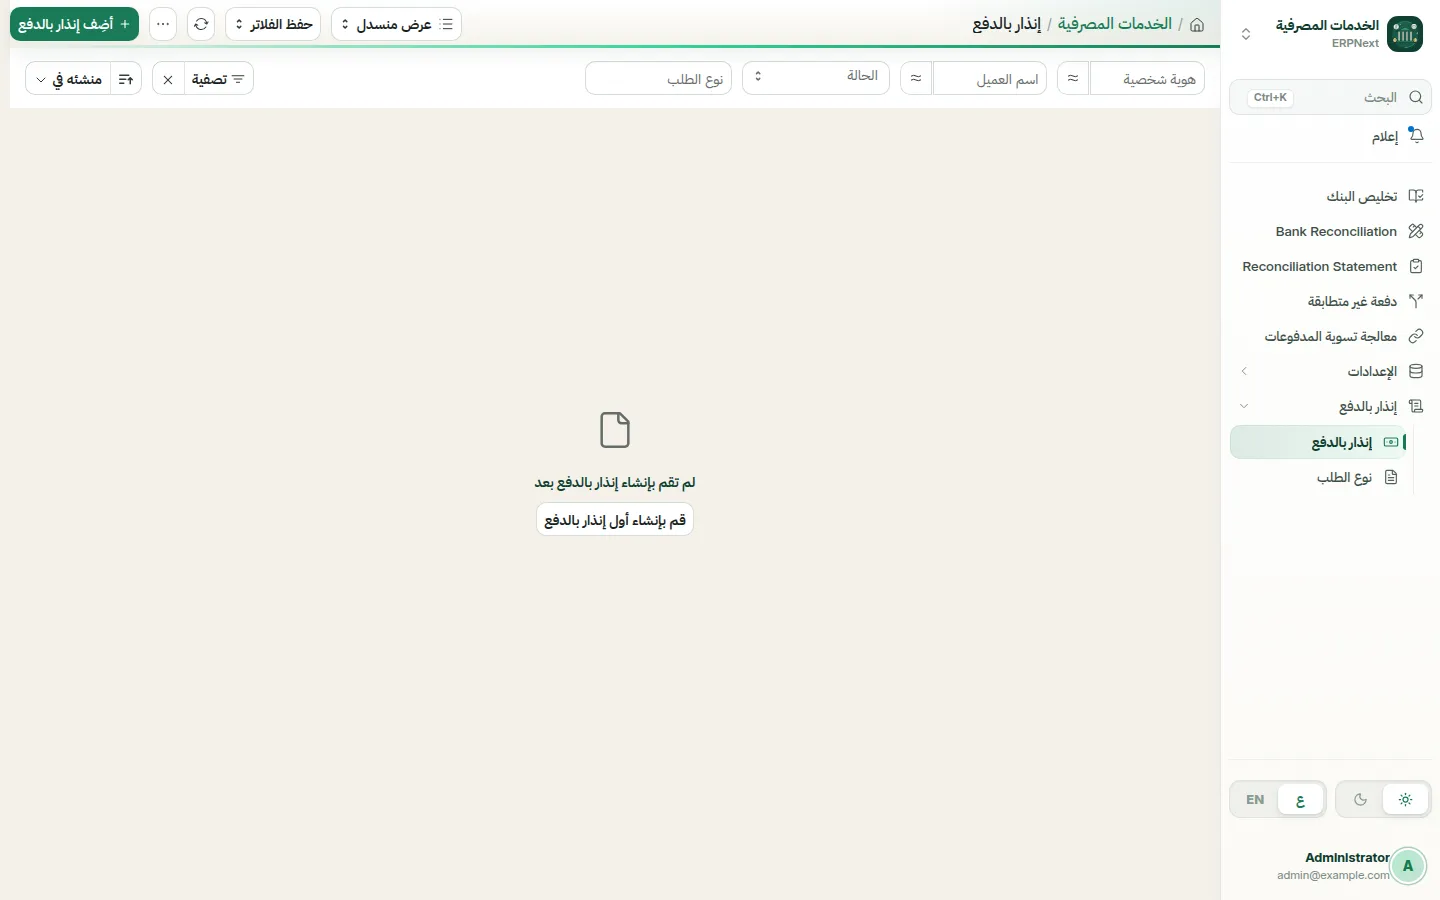 الخدمات المصرفية
ERPNext
البحث
Ctrl+K
إعلام
تخليص البنك
Bank Reconciliation
Reconciliation Statement
دفعة غير متطابقة
معالجة تسوية المدفوعات
الإعدادات
إنذار بالدفع
إنذار بالدفع
نوع الطلب
ع
EN
Administrator
admin@example.com
A
الخدمات المصرفية / إنذار بالدفع
عرض منسدل
حفظ الفلاتر
أضِف إنذار بالدفع
هوية شخصية
اسم العميل
الحالة
نوع الطلب
تصفية
منشئه في
لم تقم بإنشاء إنذار بالدفع بعد
قم بإنشاء أول إنذار بالدفع